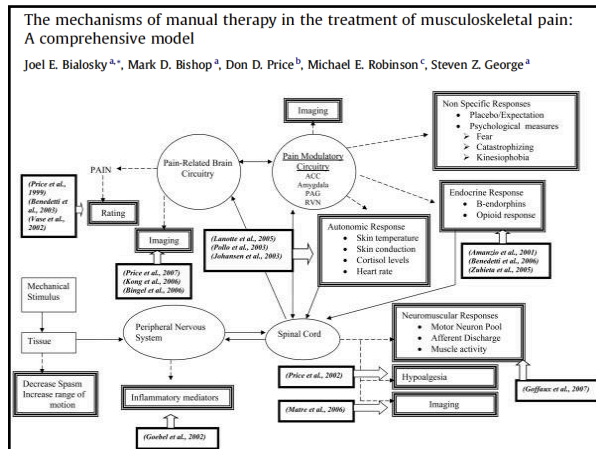 The mechanisms of manual therapy in the treatment of musculoskeletal pain:
A comprehensive model
Joel E. Bialosky a,*, Mark D. Bishop a, Don D. Price b, Michael E. Robinson c, Steven Z. George a
Imaging
Non Specific Responses
• Placebo/Expectation
• Psychological measures
➢ Fear
➢ Catastrophizing
➢ Kinesiophobia
Pain-Related Brain
Circuitry
Pain Modulatory
Circuitry
ACC
Amygdala
PAG
RVN
PAIN
(Price et al.,
1999)
(Benedetti et al.,
2003)
(Vase et al.,
2002)
Rating
Imaging
(Price et al., 2007)
(Kong et al., 2006)
(Bingel et al., 2006)
(Lanotte et al., 2005)
(Pollo et al., 2003)
(Johansen et al., 2003)
Autonomic Response
• Skin temperature
• Skin conduction
• Cortisol levels
• Heart rate
Endocrine Response
• B-endorphins
• Opioid response
(Amanzio et al., 2001)
(Benedetti et al., 2006)
(Zubieta et al., 2005)
Mechanical
Stimulus
Tissue
Peripheral Nervous
System
Spinal Cord
Neuromuscular Responses
• Motor Neuron Pool
• Afferent Discharge
• Muscle activity
Decrease Spasm
Increase range of
motion
Inflammatory mediators
(Goebel et al., 2002)
(Price et al., 2002)
Hypoalgesia
(Matre et al., 2006)
Imaging
(Goffaux et al., 2007)